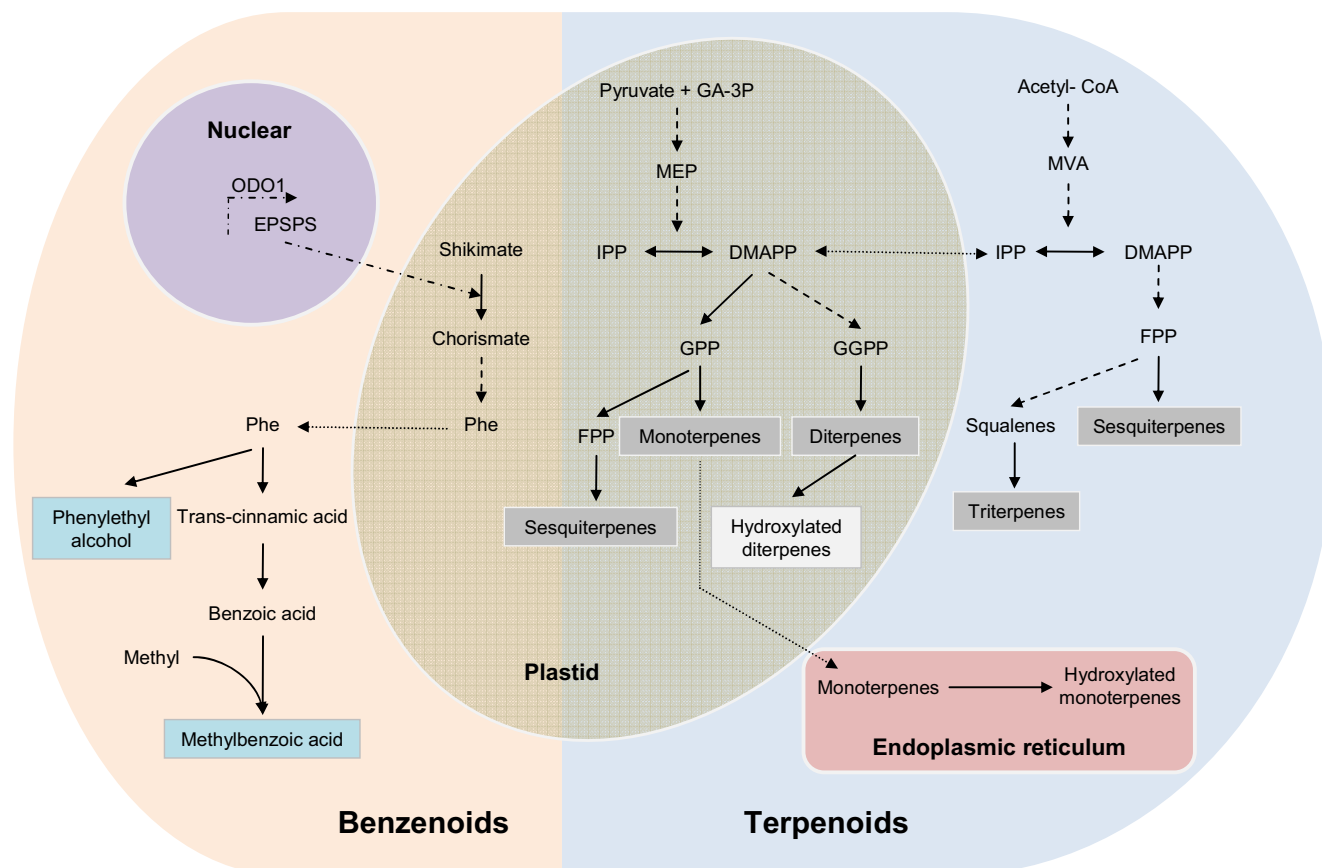 Nuclear
ODO1
EPSPS
Pyruvate + GA-3P
MEP
IPP
DMAPP
Acetyl- CoA
MVA
IPP
DMAPP
Shikimate
Chorismate
Phe
Phe
GPP
GGPP
FPP
FPP
Monoterpenes
Diterpenes
Squalenes
Sesquiterpenes
Phenylethyl
alcohol
Trans-cinnamic acid
Sesquiterpenes
Hydroxylated
diterpenes
Triterpenes
Benzoic acid
Methyl
Methylbenzoic acid
Plastid
Monoterpenes
Hydroxylated
monoterpenes
Endoplasmic reticulum
Benzenoids
Terpenoids